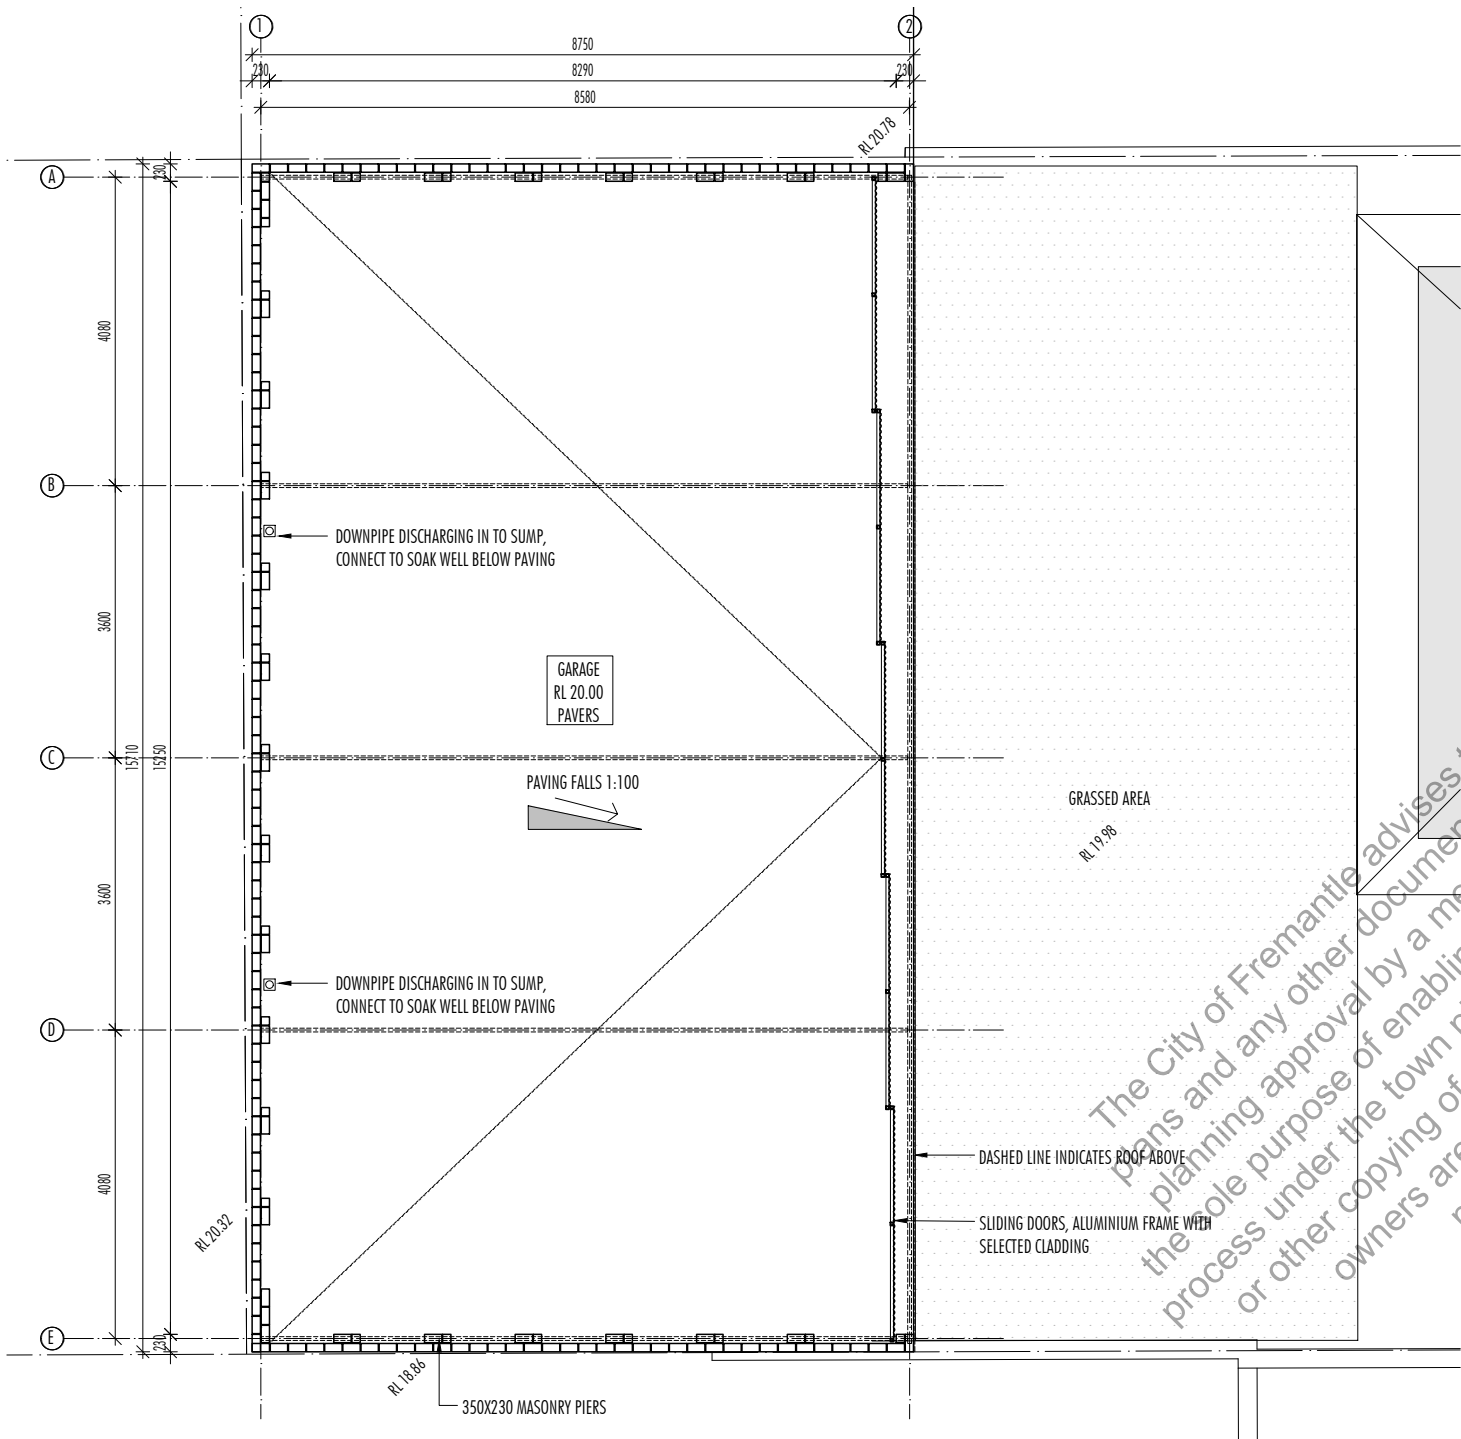 1
2
8750
230
8290
230
8580
RL 20.78
A
230
4080
B
DOWNPIPE DISCHARGING IN TO SUMP,
CONNECT TO SOAK WELL BELOW PAVING
3600
GARAGE
RL 20.00
PAVERS
C
15710
15250
PAVING FALLS 1:100
GRASSED AREA
RL 19.98
3600
DOWNPIPE DISCHARGING IN TO SUMP,
CONNECT TO SOAK WELL BELOW PAVING
D
4080
DASHED LINE INDICATES ROOF ABOVE
SLIDING DOORS, ALUMINIUM FRAME WITH
SELECTED CLADDING
RL 20.32
E
230
RL 18.86
350X230 MASONRY PIERS
The City of Fremantle advises
plans and any other
planning approval by a
the sole purpose of
process under the town
or other copying of
owners